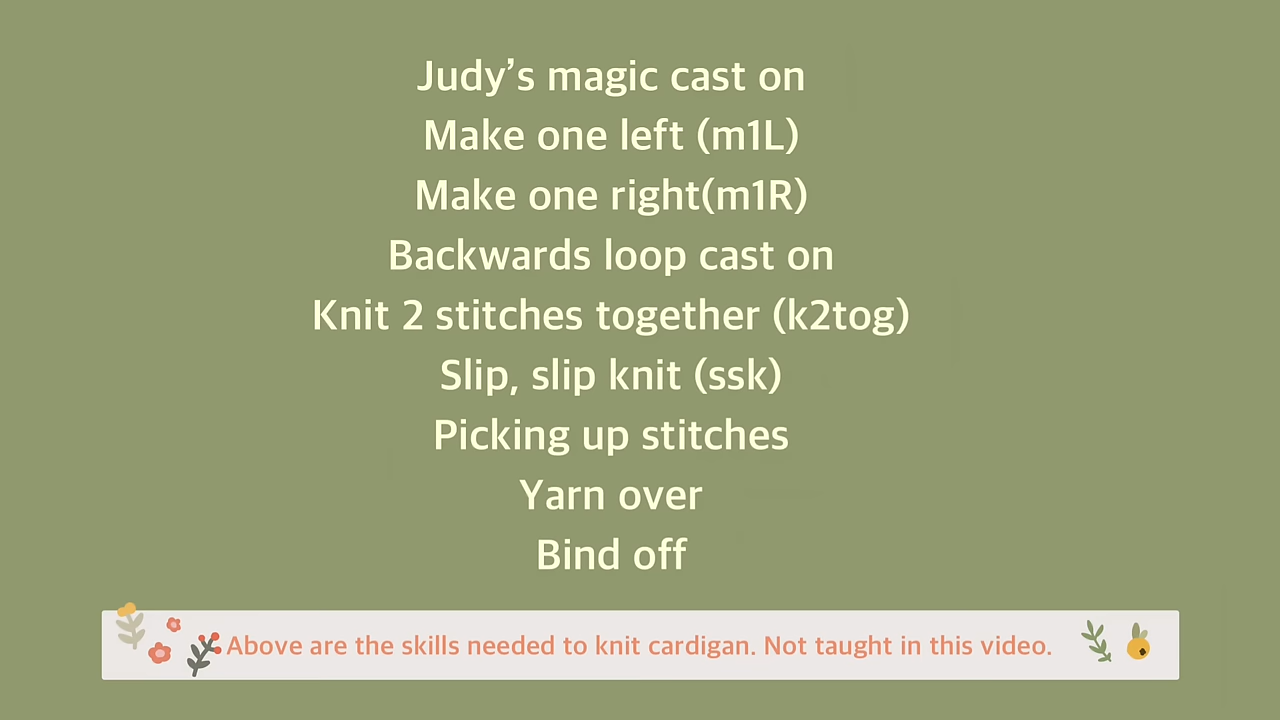 Judy’s magic cast on
Make one left (m1L)
Make one right(m1R)
Backwards loop cast on
Knit 2 stitches together (k2tog)
Slip, slip knit (ssk)
Picking up stitches
Yarn over
Bind off
Above are the skills needed to knit cardigan. Not taught in this video.